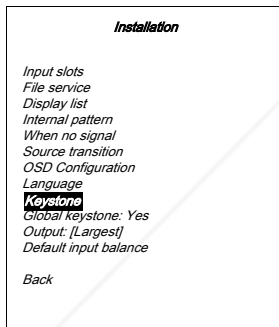 Installation
Input slots
File service
Display list
Internal pattern
When no signal
Source transition
OSD Configuration
Language
Keystone
Global keystone: Yes
Output: [Largest]
Default input balance
Back